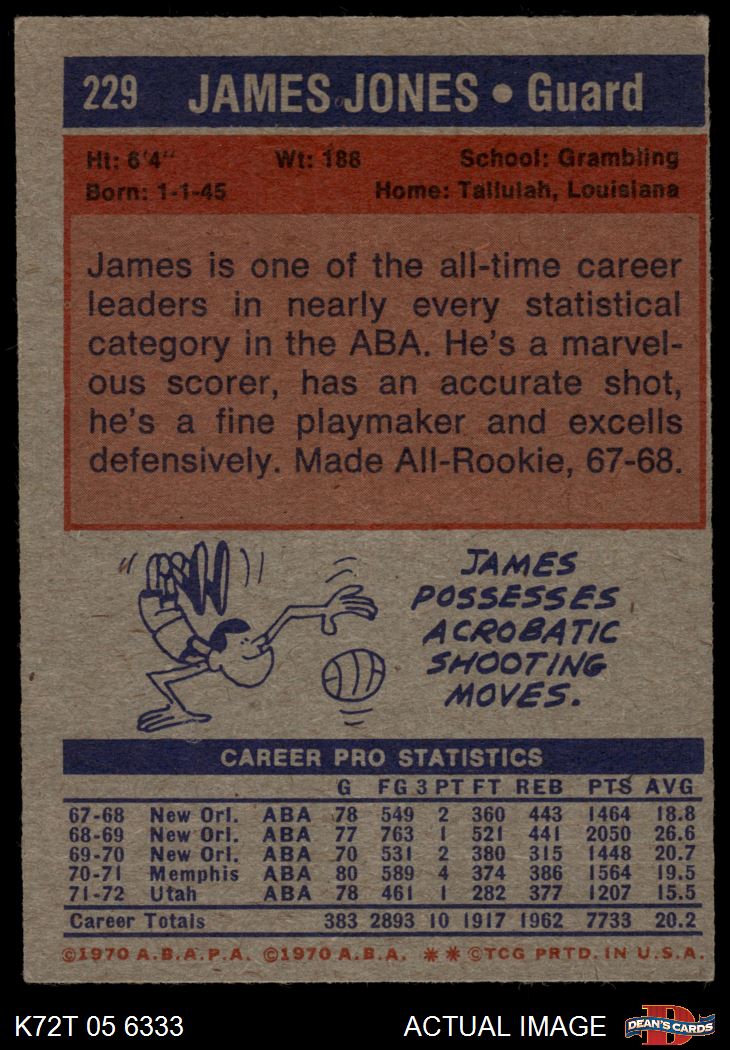 229 JAMES JONES • Guard
Ht: 6'4" Wt: 188 School: Grambling
Born: 1-1-45 Home: Tallulah, Louisiana
James is one of the all-time career
leaders in nearly every statistical
category in the ABA. He's a marvel-
ous scorer, has an accurate shot,
he's a fine playmaker and excells
defensively. Made All-Rookie, 67-68.
JAMES
POSSESSES
ACROBATIC
SHOOTING
MOVES.
CAREER PRO STATISTICS
G FG 3 PT FT REB PTS AVG
67-68 New Orl. ABA 78 549 2 360 443 1464 18.8
68-69 New Orl. ABA 77 763 1 521 441 2050 26.6
69-70 New Orl. ABA 70 531 2 380 315 1448 20.7
70-71 Memphis ABA 80 589 4 374 386 1564 19.5
71-72 Utah ABA 78 461 1 282 377 1207 15.5
Career Totals 383 2893 10 1917 1962 7733 20.2
©1970 A.B.A.P.A. ©1970 A.B.A. ** ©TCG PRTD. IN U.S.A.
K72T 05 6333 ACTUAL IMAGE D DEAN'S CARDS